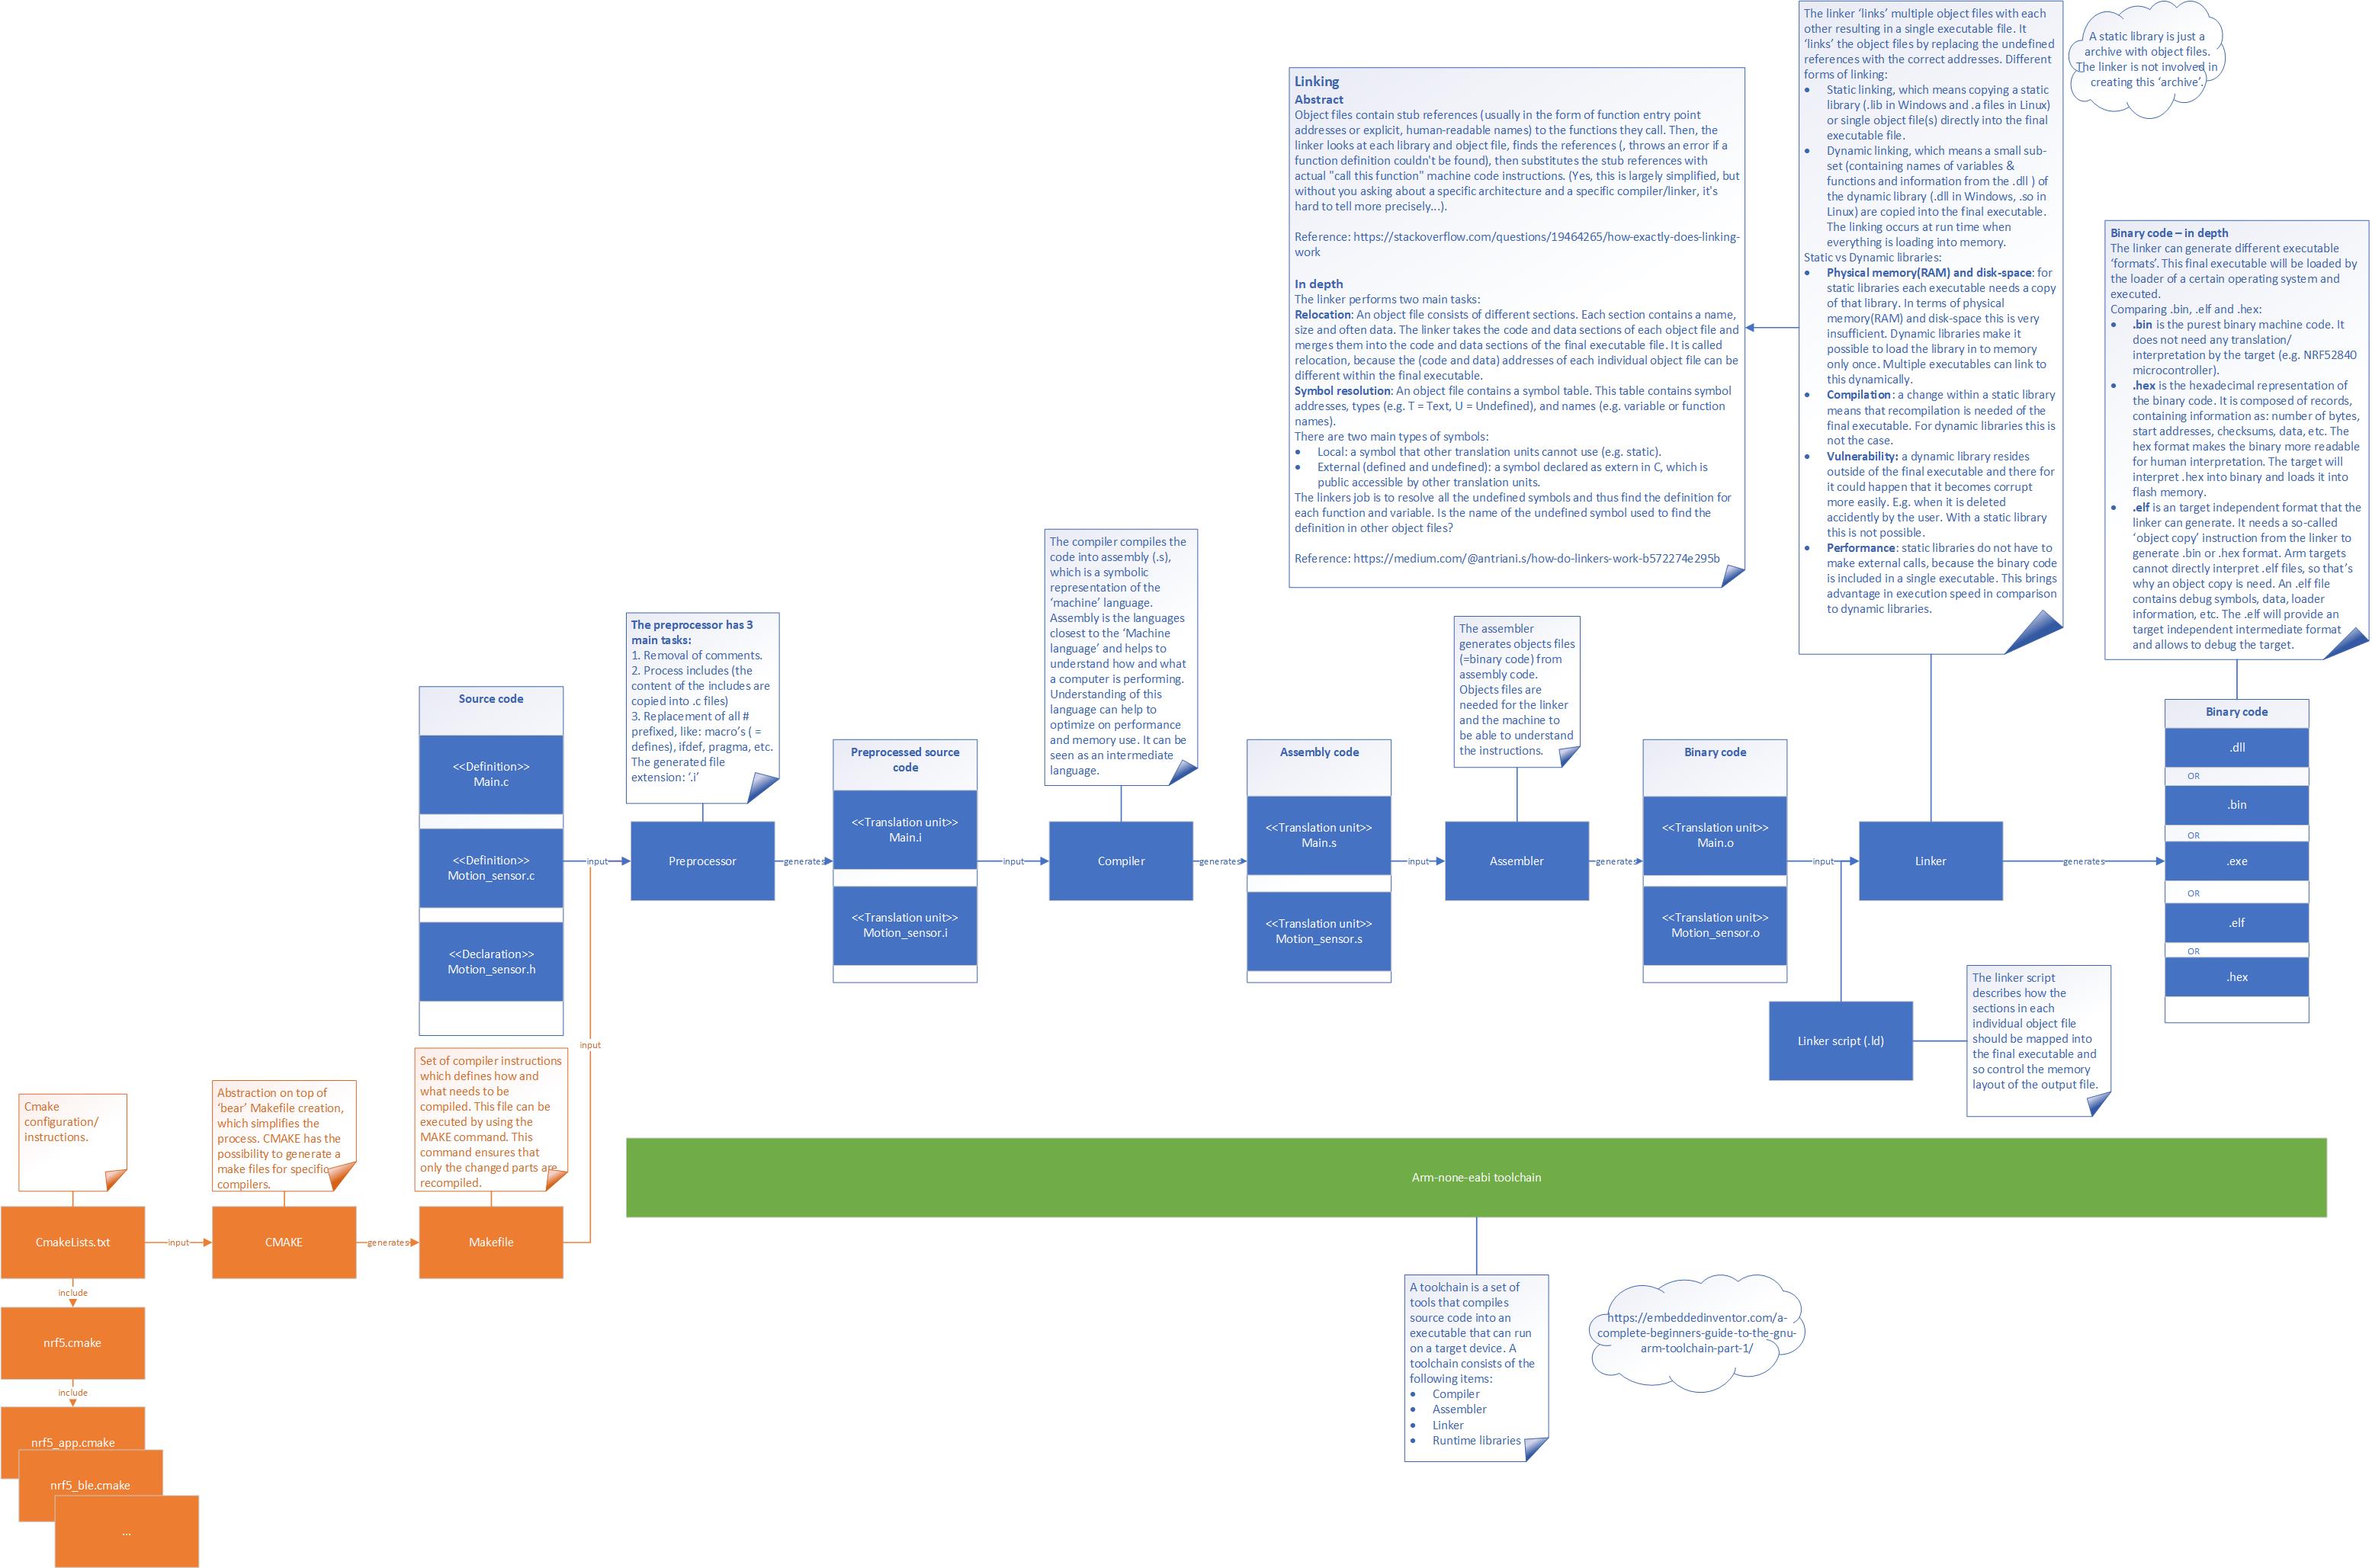 The linker ‘links’ multiple object files with each
other resulting in a single executable file. It
‘links’ the object files by replacing the undefined
references with the correct addresses. Different
forms of linking:
• Static linking, which means copying a static
library (.lib in Windows and .a files in Linux)
or single object file(s) directly into the final
executable file.
• Dynamic linking, which means a small sub-
set (containing names of variables &
functions and information from the .dll ) of
the dynamic library (.dll in Windows, .so in
Linux) are copied into the final executable.
The linking occurs at run time when
everything is loading into memory.
Static vs Dynamic libraries:
• Physical memory(RAM) and disk-space: for
static libraries each executable needs a copy
of that library. In terms of physical
memory(RAM) and disk-space this is very
insufficient. Dynamic libraries make it
possible to load the library in to memory
only once. Multiple executables can link to
this dynamically.
• Compilation: a change within a static library
means that recompilation is needed of the
final executable. For dynamic libraries this is
not the case.
• Vulnerability: a dynamic library resides
outside of the final executable and there for
it could happen that it becomes corrupt
more easily. E.g. when it is deleted
accidently by the user. With a static library
this is not possible.
• Performance: static libraries do not have to
make external calls, because the binary code
is included in a single executable. This brings
advantage in execution speed in comparison
to dynamic libraries.
A static library is just a
archive with object files.
The linker is not involved in
creating this ‘archive’.
Linking
Abstract
Object files contain stub references (usually in the form of function entry point
addresses or explicit, human-readable names) to the functions they call. Then, the
linker looks at each library and object file, finds the references (, throws an error if a
function definition couldn't be found), then substitutes the stub references with
actual "call this function" machine code instructions. (Yes, this is largely simplified, but
without you asking about a specific architecture and a specific compiler/linker, it's
hard to tell more precisely...).
Reference: https://stackoverflow.com/questions/19464265/how-exactly-does-linking-
work
In depth
The linker performs two main tasks:
Relocation: An object file consists of different sections. Each section contains a name,
size and often data. The linker takes the code and data sections of each object file and
merges them into the code and data sections of the final executable file. It is called
relocation, because the (code and data) addresses of each individual object file can be
different within the final executable.
Symbol resolution: An object file contains a symbol table. This table contains symbol
addresses, types (e.g. T = Text, U = Undefined), and names (e.g. variable or function
names).
There are two main types of symbols:
• Local: a symbol that other translation units cannot use (e.g. static).
• External (defined and undefined): a symbol declared as extern in C, which is
public accessible by other translation units.
The linkers job is to resolve all the undefined symbols and thus find the definition for
each function and variable. Is the name of the undefined symbol used to find the
definition in other object files?
Reference: https://medium.com/@antriani.s/how-do-linkers-work-b572274e295b
Binary code – in depth
The linker can generate different executable
‘formats’. This final executable will be loaded by
the loader of a certain operating system and
executed.
Comparing .bin, .elf and .hex:
• .bin is the purest binary machine code. It
does not need any translation/
interpretation by the target (e.g. NRF52840
microcontroller).
• .hex is the hexadecimal representation of
the binary code. It is composed of records,
containing information as: number of bytes,
start addresses, checksums, data, etc. The
hex format makes the binary more readable
for human interpretation. The target will
interpret .hex into binary and loads it into
flash memory.
• .elf is an target independent format that the
linker can generate. It needs a so-called
‘object copy’ instruction from the linker to
generate .bin or .hex format. Arm targets
cannot directly interpret .elf files, so that’s
why an object copy is need. An .elf file
contains debug symbols, data, loader
information, etc. The .elf will provide an
target independent intermediate format
and allows to debug the target.
The compiler compiles the
code into assembly (.s),
which is a symbolic
representation of the
‘machine’ language.
Assembly is the languages
closest to the ‘Machine
language’ and helps to
understand how and what
a computer is performing.
Understanding of this
language can help to
optimize on performance
and memory use. It can be
seen as an intermediate
language.
The preprocessor has 3
main tasks:
1. Removal of comments.
2. Process includes (the
content of the includes are
copied into .c files)
3. Replacement of all #
prefixed, like: macro’s ( =
defines), ifdef, pragma, etc.
The generated file
extension: ‘.i’
The assembler
generates objects files
(=binary code) from
assembly code.
Objects files are
needed for the linker
and the machine to
be able to understand
the instructions.
Source code
<<Definition>>
Main.c
<<Definition>>
Motion_sensor.c
<<Declaration>>
Motion_sensor.h
input
Preprocessor
generates
Preprocessed source
code
<<Translation unit>>
Main.i
<<Translation unit>>
Motion_sensor.i
input
Compiler
generates
Assembly code
<<Translation unit>>
Main.s
<<Translation unit>>
Motion_sensor.s
input
Assembler
generates
Binary code
<<Translation unit>>
Main.o
<<Translation unit>>
Motion_sensor.o
input
Linker
generates
Binary code
.dll
OR
.bin
OR
.exe
OR
.elf
OR
.hex
Linker script (.ld)
The linker script
describes how the
sections in each
individual object file
should be mapped into
the final executable and
so control the memory
layout of the output file.
input
Cmake
configuration/
instructions.
Abstraction on top of
‘bear’ Makefile creation,
which simplifies the
process. CMAKE has the
possibility to generate a
make files for specific
compilers.
Set of compiler instructions
which defines how and
what needs to be
compiled. This file can be
executed by using the
MAKE command. This
command ensures that
only the changed parts are
recompiled.
CmakeLists.txt
input
CMAKE
generates
Makefile
include
nrf5.cmake
include
nrf5_app.cmake
nrf5_ble.cmake
...
Arm-none-eabi toolchain
A toolchain is a set of
tools that compiles
source code into an
executable that can run
on a target device. A
toolchain consists of the
following items:
• Compiler
• Assembler
• Linker
• Runtime libraries
https://embeddedinventor.com/a-
complete-beginners-guide-to-the-gnu-
arm-toolchain-part-1/